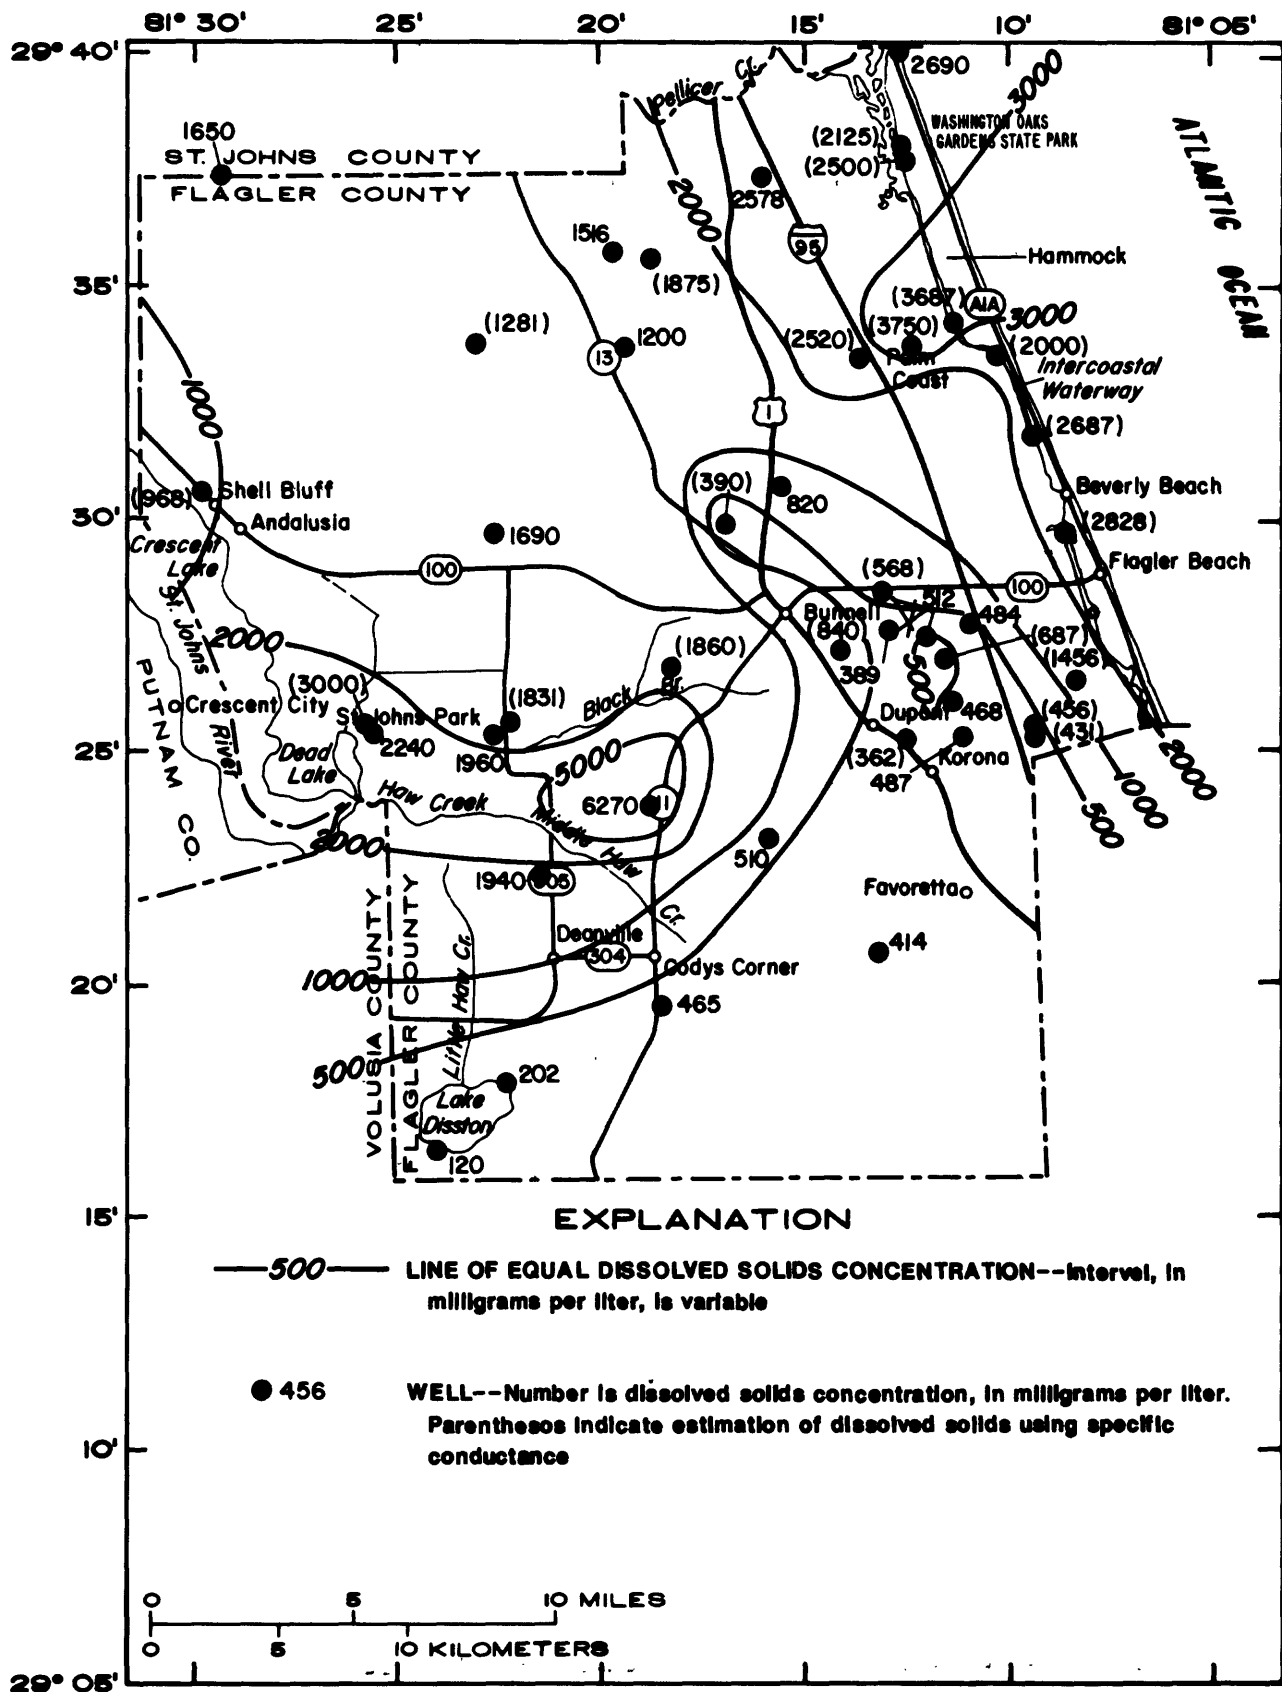 81° 30' 25' 20' 15' 10' 81° 05'
29° 40'
Pellicer Cr.
2690
3000
1650
ST. JOHNS COUNTY
FLAGLER COUNTY
(2125)
(2500)
WASHINGTON OAKS
GARDENS STATE PARK
ATLANTIC OCEAN
2000
2578
95
1516
(1875)
Hammock
35'
(3687)
A1A
(1281)
1200
13
(2520)
(3750)
3000
(2000)
Palm
Coast
Intercoastal
Waterway
1000
1
(2687)
(968)
Shell Bluff
(390)
820
Beverly Beach
30'
Andalusia
1690
(2828)
Crescent
Lake
100
(568)
Flagler Beach
100
St. Johns
River
2000
Bunnell
512
484
(840)
(687)
389
(1456)
PUTNAM CO.
(1860)
500
(3000)
(1831)
Black
Br.
Crescent City
St. Johns Park
Dupont
468
(456)
(431)
25'
2240
1960
5000
(362)
487
Korona
Dead
Lake
2000
Haw Creek
6270
11
Middle Haw
Cr.
1000
500
2000
510
1940
305
Favoretta
VOLUSIA COUNTY
FLAGLER COUNTY
Little Haw Cr.
Deanville
304
414
20'
1000
Codys Corner
465
500
202
Lake
Disston
120
15'
EXPLANATION
500 LINE OF EQUAL DISSOLVED SOLIDS CONCENTRATION--Interval, in
milligrams per liter, is variable
456 WELL--Number is dissolved solids concentration, in milligrams per liter.
Parentheses indicate estimation of dissolved solids using specific
10' conductance
0 5 10 MILES
0 5 10 KILOMETERS
29° 05'